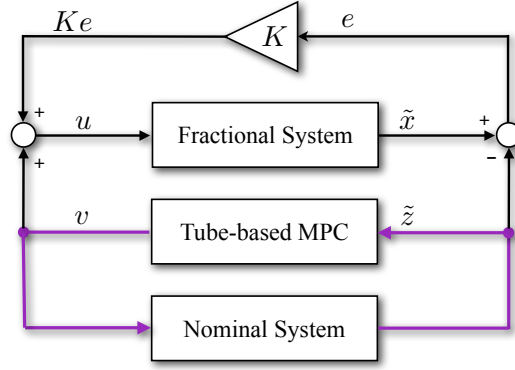 Ke
K
e
+
u
Fractional System
x̃
+
+
−
v
Tube-based MPC
z̃
Nominal System